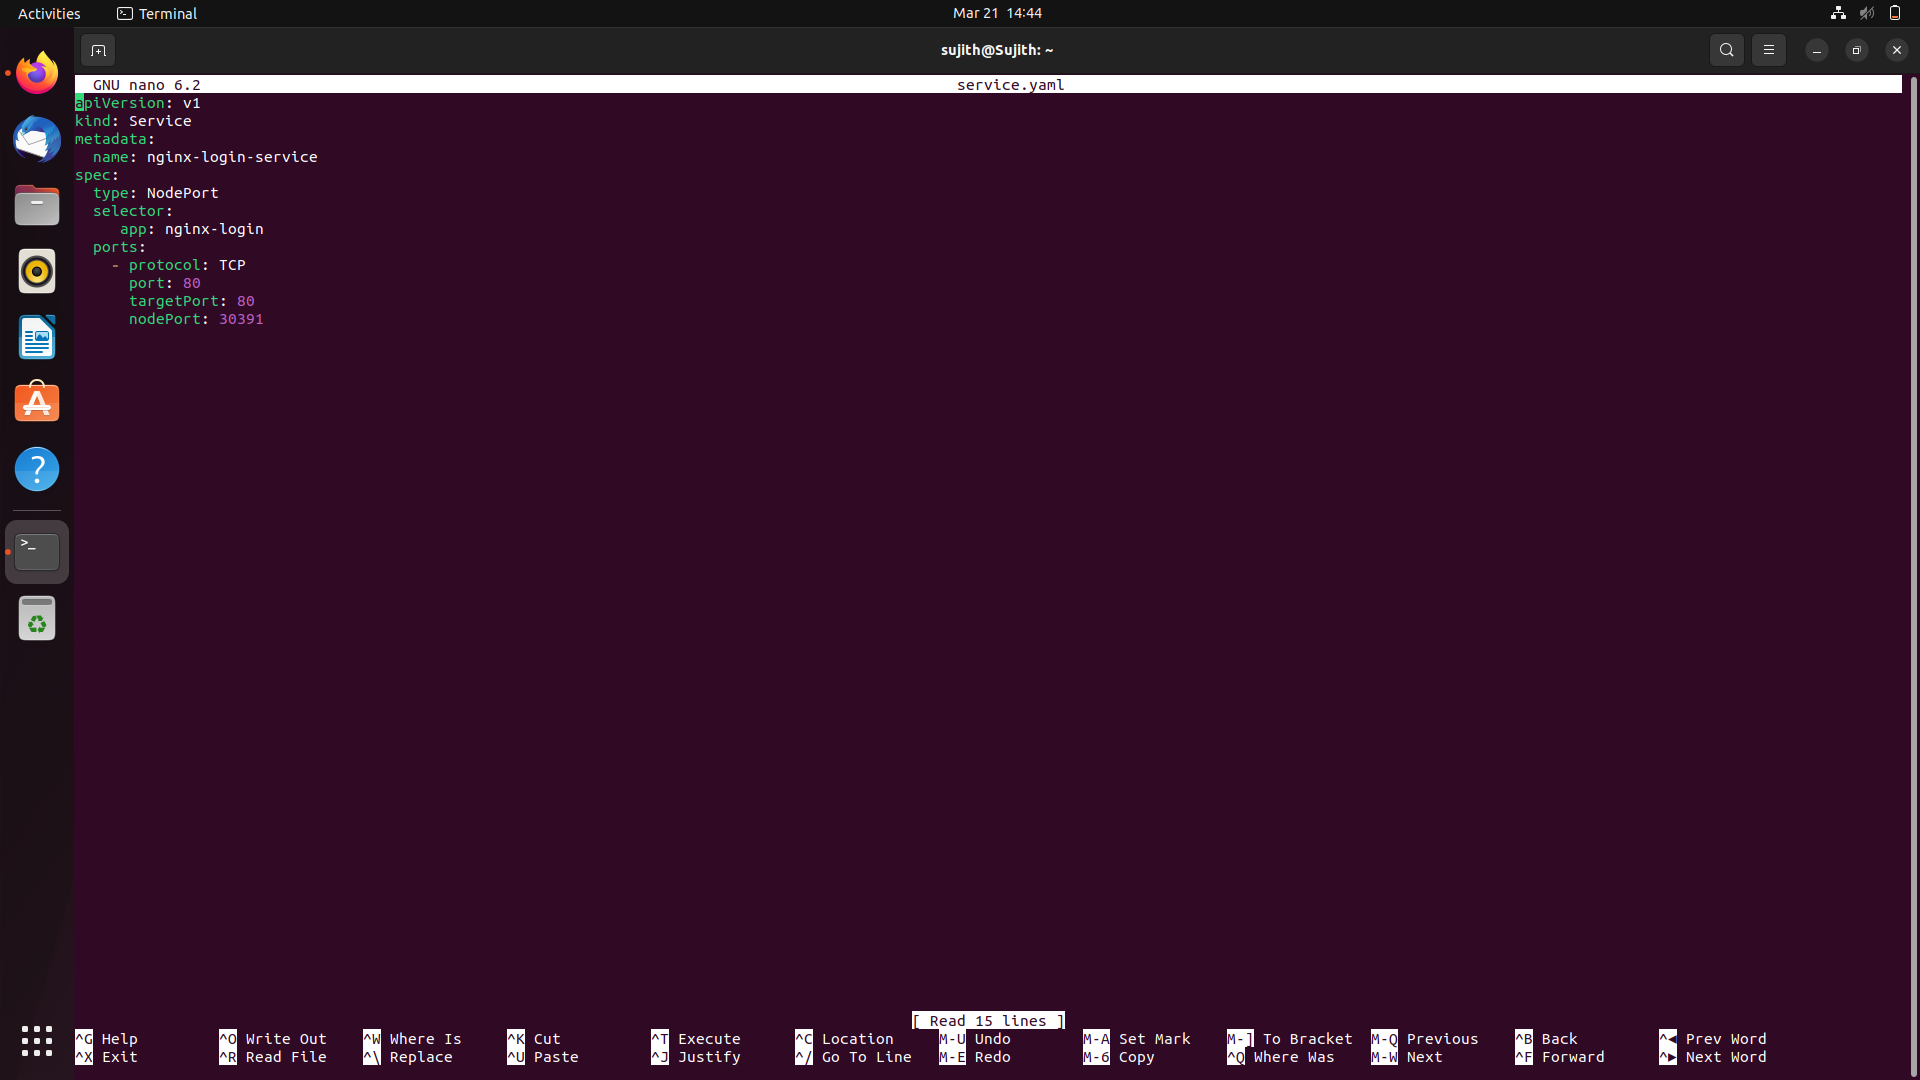 Activities Terminal Mar 21 14:44
sujith@Sujith: ~
GNU nano 6.2 service.yaml
apiVersion: v1
kind: Service
metadata:
  name: nginx-login-service
spec:
  type: NodePort
  selector:
     app: nginx-login
  ports:
    - protocol: TCP
      port: 80
      targetPort: 80
      nodePort: 30391
[ Read 15 lines ]
^G Help ^O Write Out ^W Where Is ^K Cut ^T Execute ^C Location M-U Undo M-A Set Mark M-] To Bracket M-Q Previous ^B Back ^◀ Prev Word
^X Exit ^R Read File ^\ Replace ^U Paste ^J Justify ^/ Go To Line M-E Redo M-6 Copy ^Q Where Was M-W Next ^F Forward ^▶ Next Word